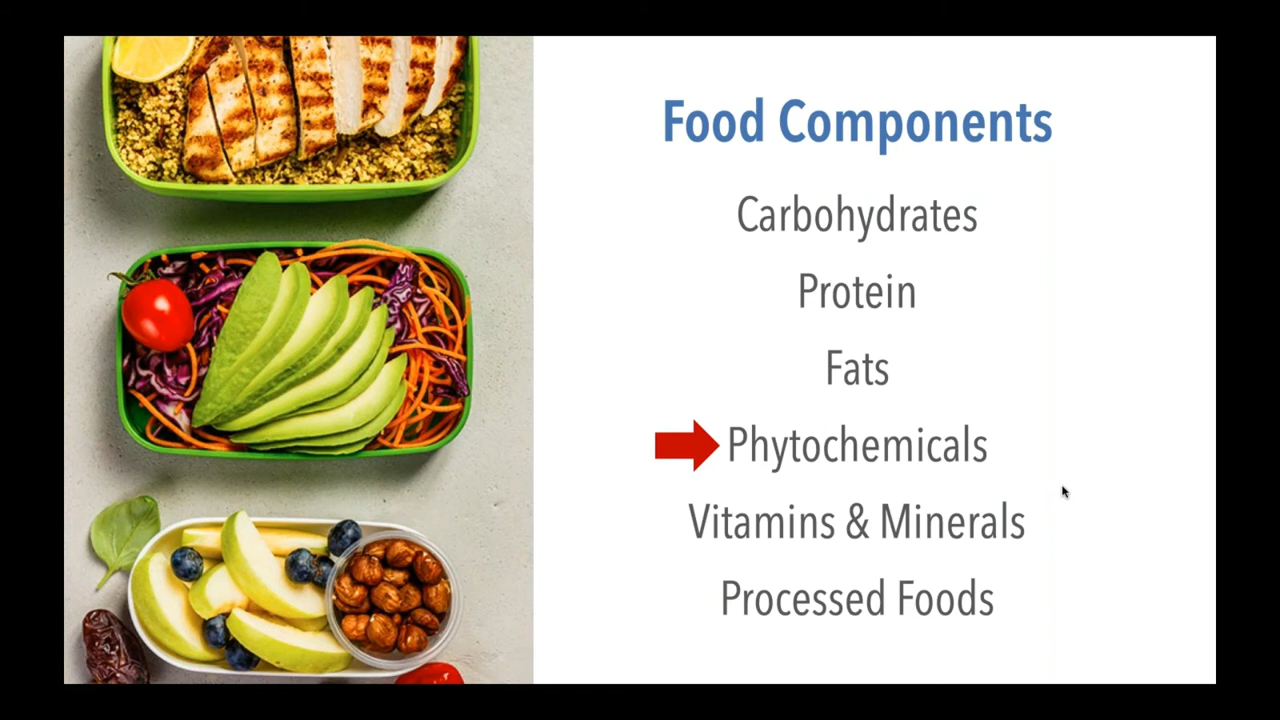 Food Components
Carbohydrates
Protein
Fats
Phytochemicals
Vitamins & Minerals
Processed Foods